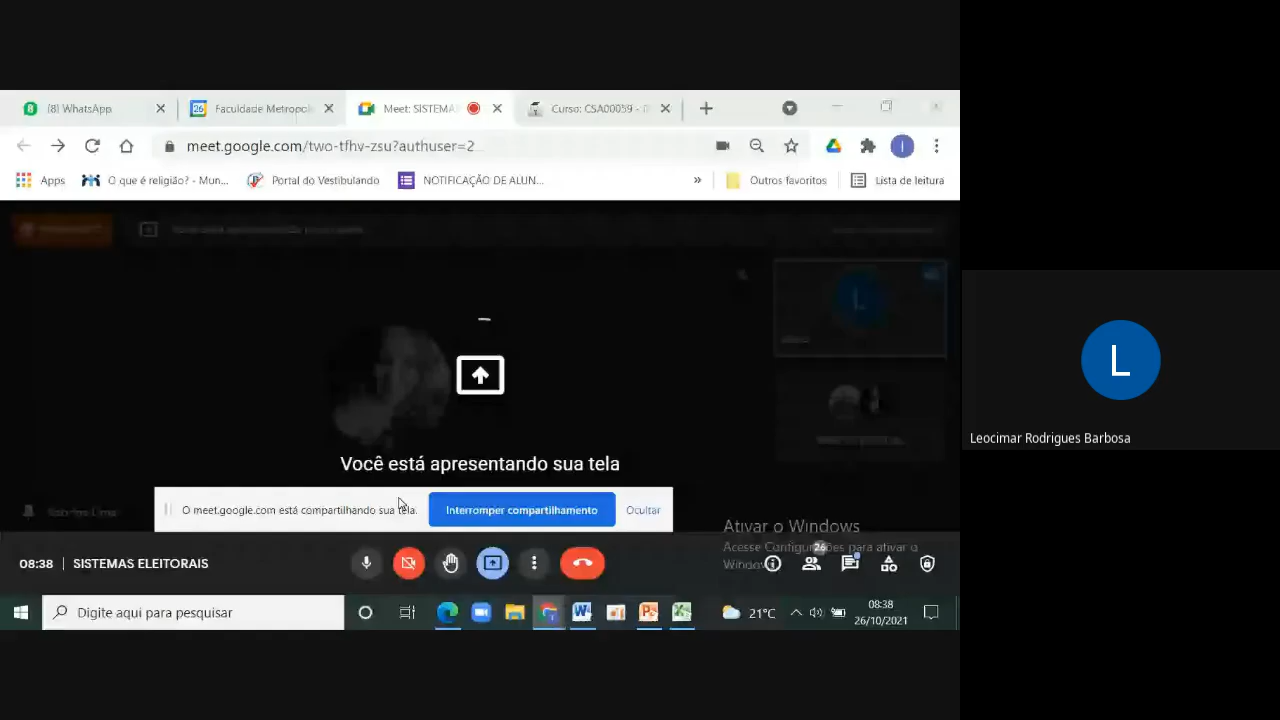 (8) WhatsApp
Faculdade Metropol
Meet: SISTEMA
Curso: CSA00059 -
meet.google.com/two-tfhv-zsu?authuser=2...
Apps
O que é religião? - Mun...
Portal do Vestibulando
NOTIFICAÇÃO DE ALUN...
»
Outros favoritos
Lista de leitura
L
Leocimar Rodrigues Barbosa
Você está apresentando sua tela
O meet.google.com está compartilhando sua tela.
Interromper compartilhamento
Ocultar
Ativar o Windows
Acesse Configurações para ativar o
Windows
26
08:38 | SISTEMAS ELEITORAIS
Digite aqui para pesquisar
21°C
08:38
26/10/2021